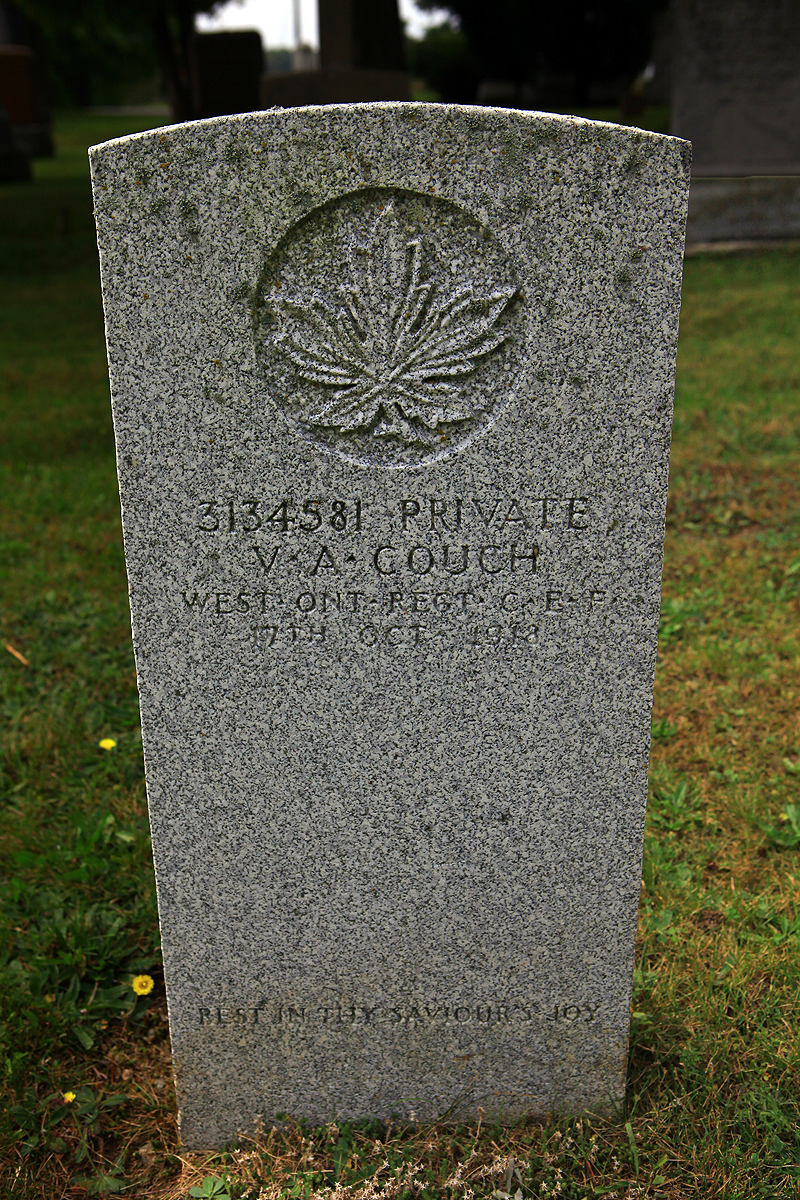 3134581 PRIVATE
V·A·COUCH
WEST·ONT·REGT·C·E·F·
17TH OCT· 1918
REST IN THY SAVIOUR'S JOY